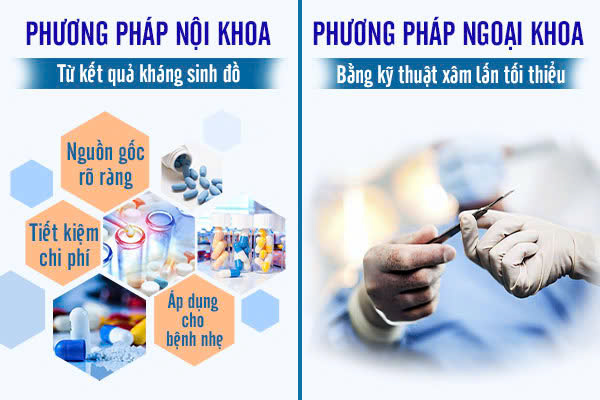 PHƯƠNG PHÁP NỘI KHOA
Từ kết quả kháng sinh đồ
Nguồn gốc
rõ ràng
Tiết kiệm
chi phí
Áp dụng
cho
bệnh nhẹ
PHƯƠNG PHÁP NGOẠI KHOA
Bằng kỹ thuật xâm lấn tối thiểu